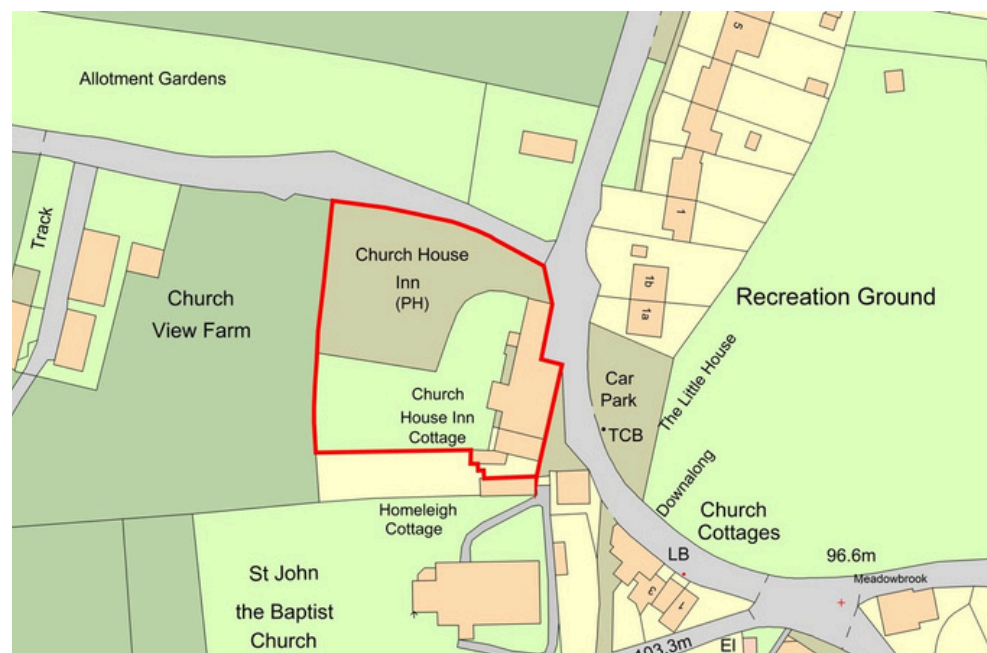 Allotment Gardens
5
Track
Church
View Farm
Church House
Inn
(PH)
1
1b
1a
Recreation Ground
Church
House Inn
Cottage
Car
Park
TCB
The Little House
Downalong
Homeleigh
Cottage
Church
Cottages
LB
96.6m
Meadowbrook
St John
the Baptist
Church
3
1
103.3m
El